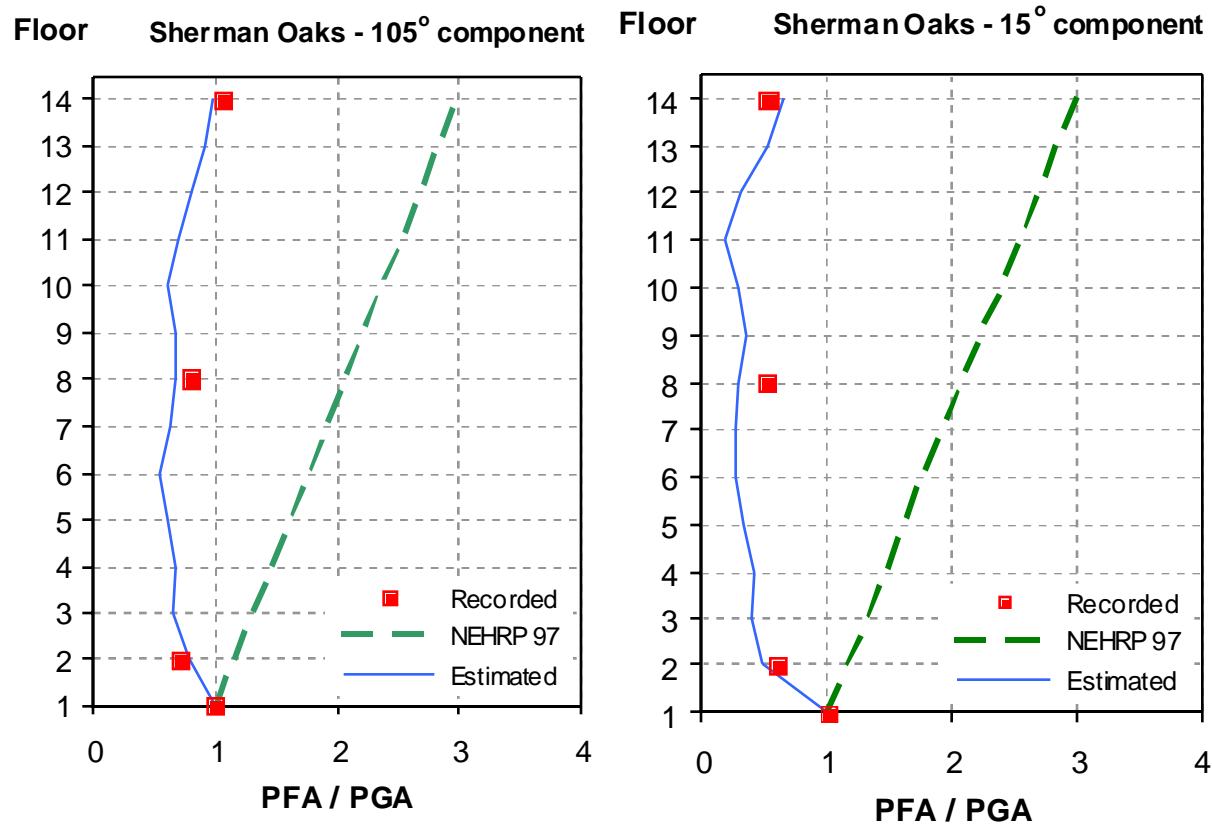 Floor
Sherman Oaks - 105° component
14
13
12
11
10
9
8
7
6
5
4
3
2
1
0 1 2 3 4
PFA / PGA
Recorded
NEHRP 97
Estimated
Floor
Sherman Oaks - 15° component
14
13
12
11
10
9
8
7
6
5
4
3
2
1
0 1 2 3 4
PFA / PGA
Recorded
NEHRP 97
Estimated